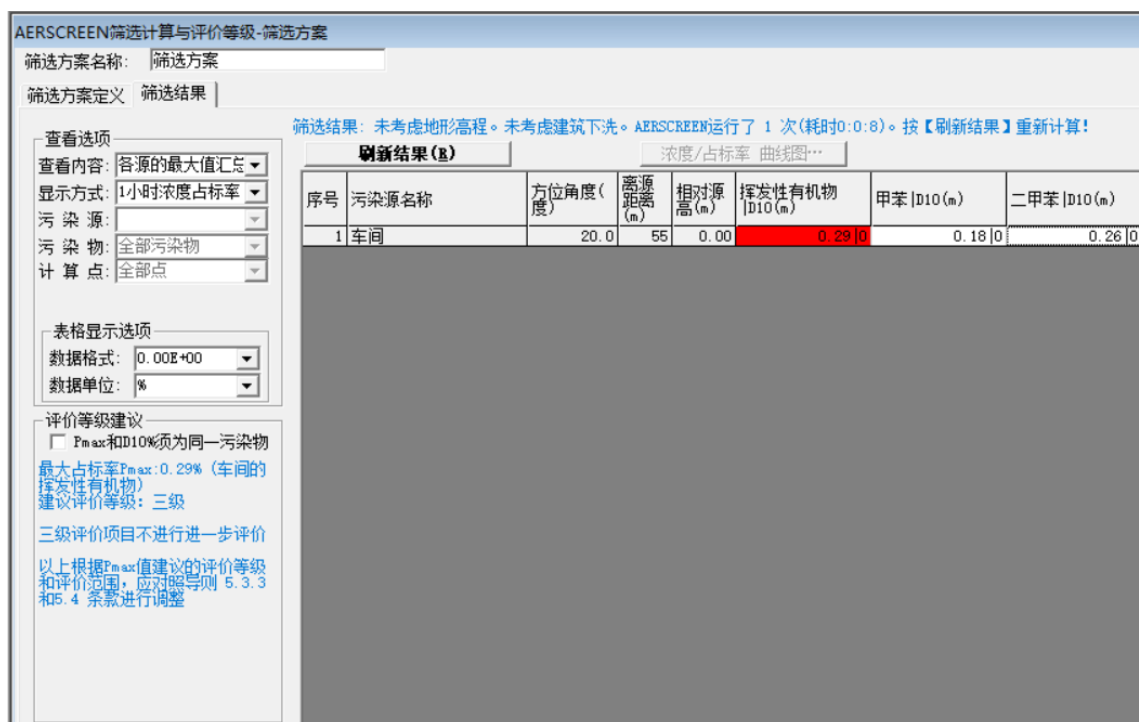 AERSCREEN筛选计算与评价等级-筛选方案
筛选方案名称: 筛选方案
筛选方案定义 筛选结果
筛选结果: 未考虑地形高程。未考虑建筑下洗。AERSCREEN运行了 1 次(耗时0:0:8)。按【刷新结果】重新计算!
刷新结果(R) 浓度/占标率 曲线图…
查看选项
查看内容: 各源的最大值汇总
显示方式: 1小时浓度占标率
污 染 源:
污 染 物: 全部污染物
计 算 点: 全部点
序号 污染源名称 方位角度(度) 离源距离(m) 相对源高(m) 挥发性有机物|D10(m) 甲苯|D10(m) 二甲苯|D10(m)
1 车间 20.0 55 0.00 0.29|0 0.18|0 0.26|0
表格显示选项
数据格式: 0.00E+00
数据单位: %
评价等级建议
Pmax和D10%须为同一污染物
最大占标率Pmax:0.29% (车间的
挥发性有机物)
建议评价等级: 三级
三级评价项目不进行进一步评价
以上根据Pmax值建议的评价等级
和评价范围,应对照导则 5.3.3
和5.4 条款进行调整